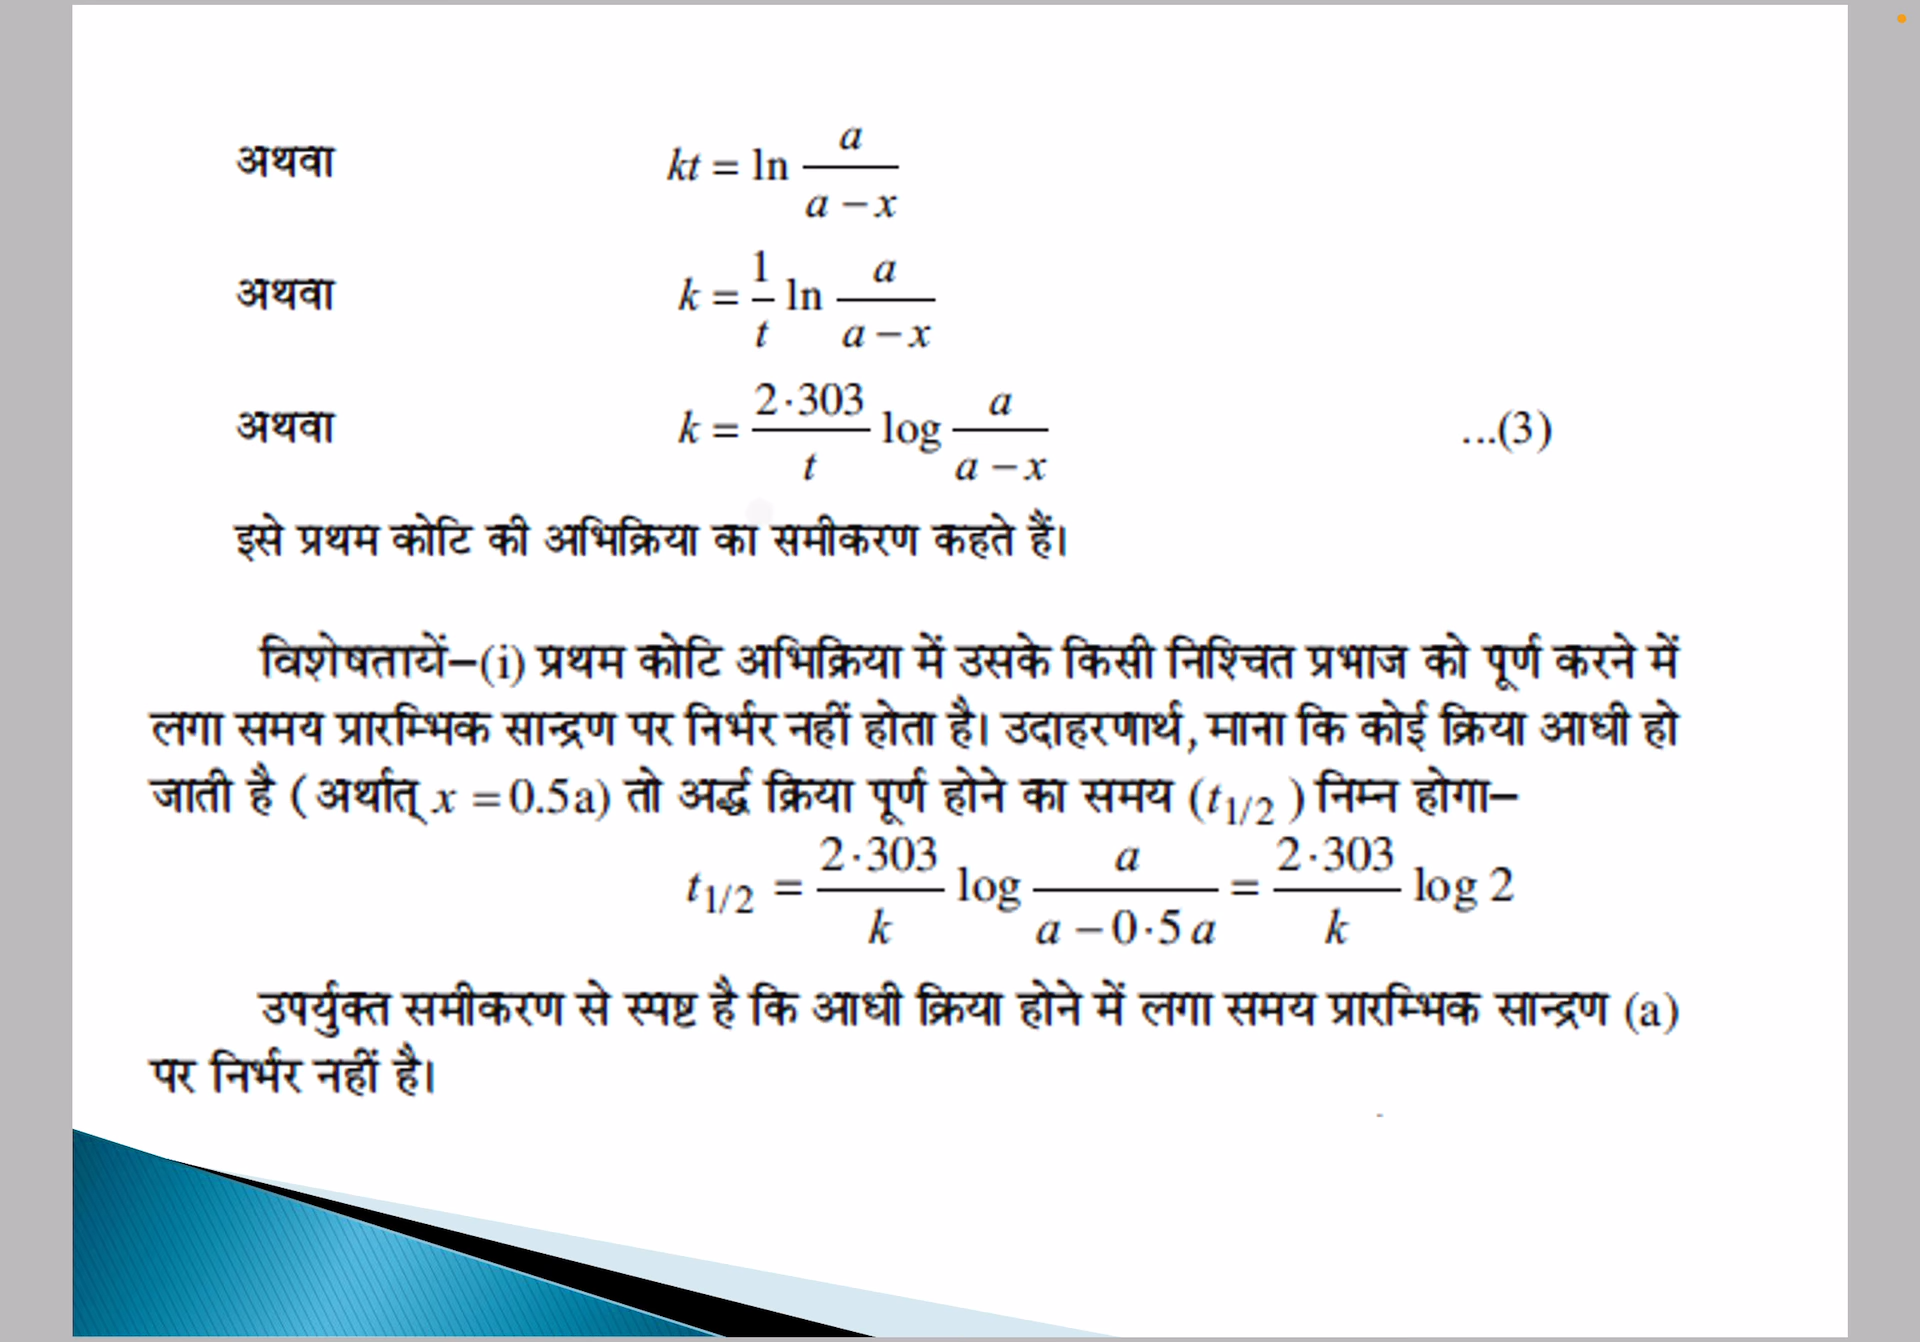 अथवा kt = ln a / (a – x)
अथवा k = 1/t ln a / (a – x)
अथवा k = 2·303/t log a / (a – x) ...(3)
इसे प्रथम कोटि की अभिक्रिया का समीकरण कहते हैं।
विशेषतायें–(i) प्रथम कोटि अभिक्रिया में उसके किसी निश्चित प्रभाज को पूर्ण करने में
लगा समय प्रारम्भिक सान्द्रण पर निर्भर नहीं होता है। उदाहरणार्थ, माना कि कोई क्रिया आधी हो
जाती है (अर्थात् x = 0.5a) तो अर्द्ध क्रिया पूर्ण होने का समय (t1/2) निम्न होगा–
t1/2 = 2·303/k log a / (a – 0·5 a) = 2·303/k log 2
उपर्युक्त समीकरण से स्पष्ट है कि आधी क्रिया होने में लगा समय प्रारम्भिक सान्द्रण (a)
पर निर्भर नहीं है।